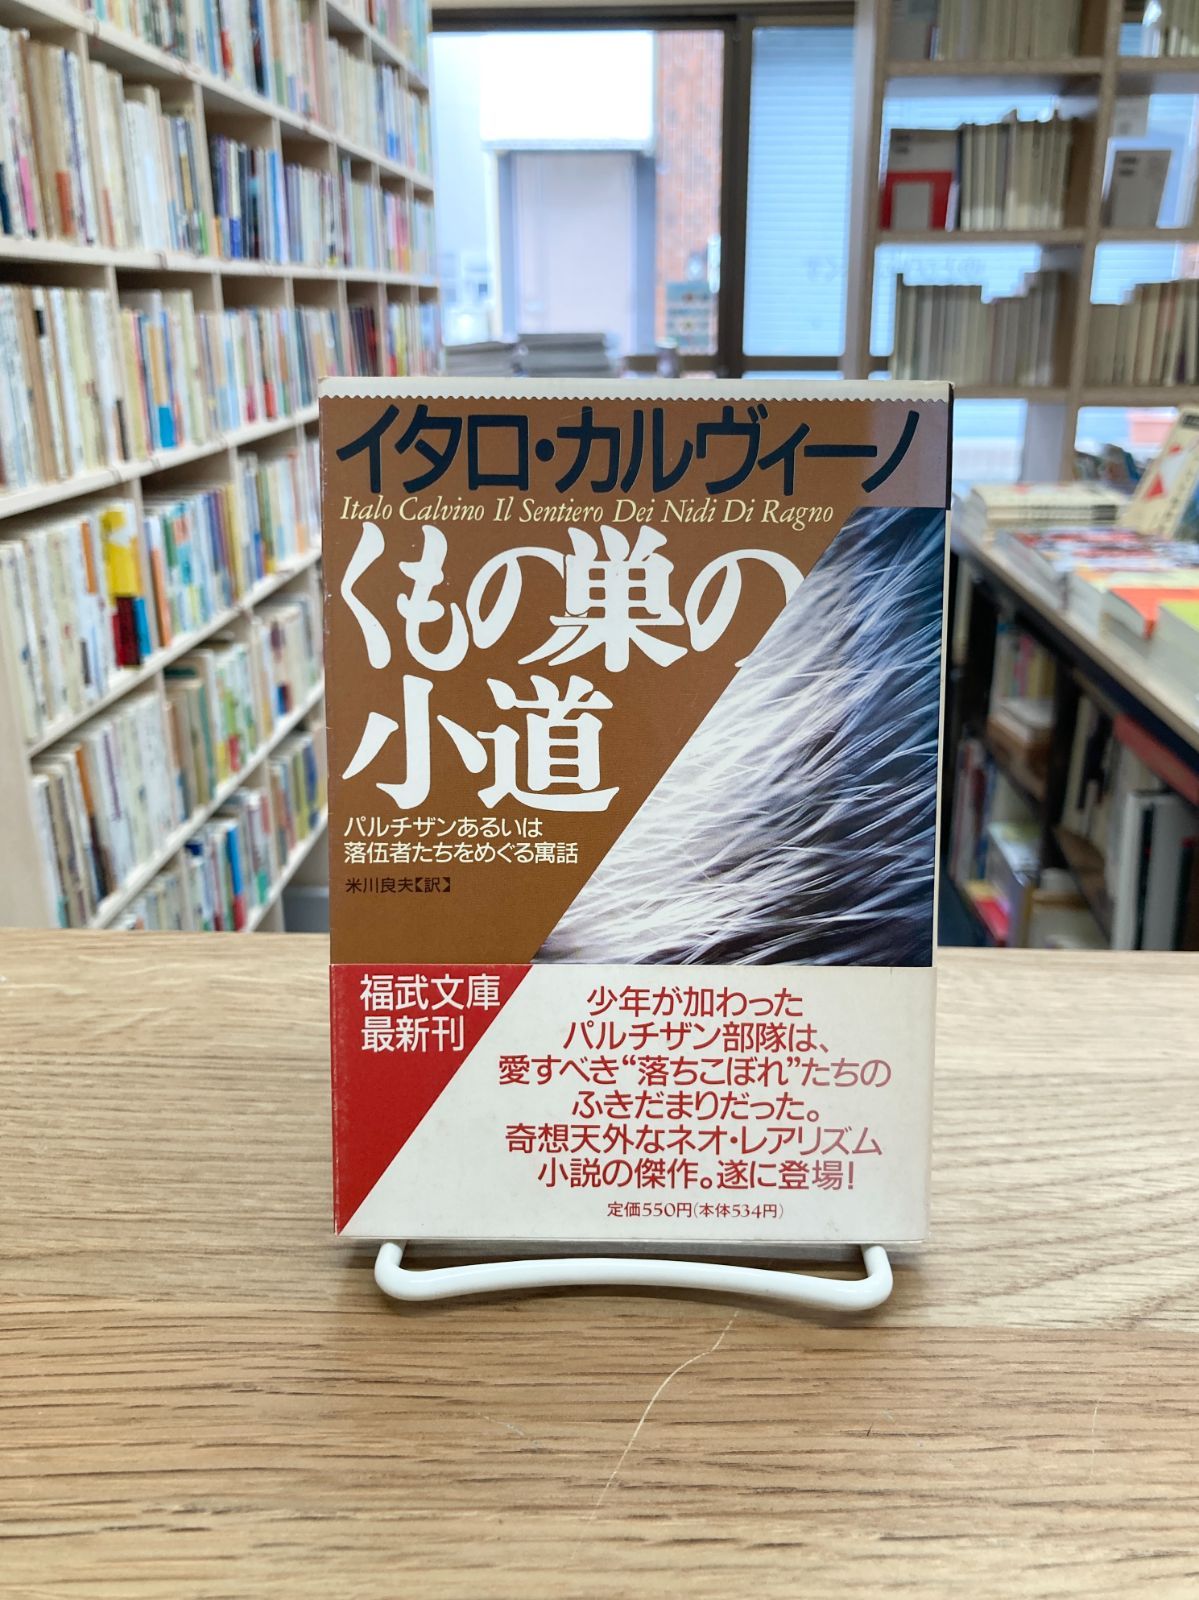 イタロ・カルヴィーノ
Italo Calvino Il Sentiero Dei Nidi Di Ragno
くもの巣の
小道
パルチザンあるいは
落伍者たちをめぐる寓話
米川良夫【訳】
福武文庫
最新刊
少年が加わった
パルチザン部隊は、
愛すべき“落ちこぼれ”たちの
ふきだまりだった。
奇想天外なネオ・レアリズム
小説の傑作。遂に登場!
定価550円(本体534円)